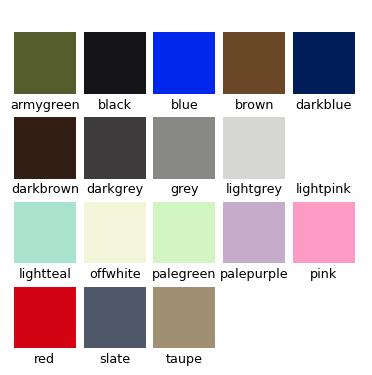 armygreen black blue brown darkblue
darkbrown darkgrey grey lightgrey lightpink
lightteal offwhite palegreen palepurple pink
red slate taupe